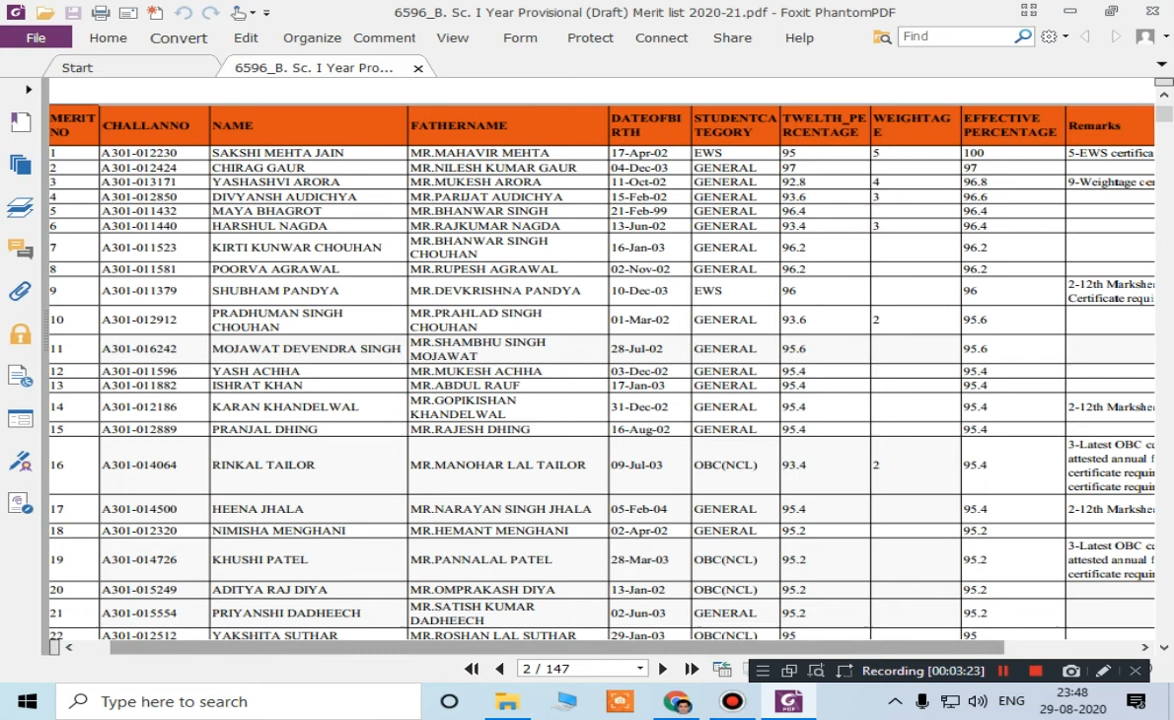 6596_B. Sc. I Year Provisional (Draft) Merit list 2020-21.pdf - Foxit PhantomPDF
File Home Convert Edit Organize Comment View Form Protect Connect Share Help Find
Start 6596_B. Sc. I Year Pro... ×
MERIT NO CHALLANNO NAME FATHERNAME DATEOFBIRTH STUDENTCATEGORY TWELTH_PERCENTAGE WEIGHTAGE EFFECTIVE PERCENTAGE Remarks
1 A301-012230 SAKSHI MEHTA JAIN MR.MAHAVIR MEHTA 17-Apr-02 EWS 95 5 100 5-EWS certifica
2 A301-012424 CHIRAG GAUR MR.NILESH KUMAR GAUR 04-Dec-03 GENERAL 97 97
3 A301-013171 YASHASHVI ARORA MR.MUKESH ARORA 11-Oct-02 GENERAL 92.8 4 96.8 9-Weightage cer
4 A301-012850 DIVYANSH AUDICHYA MR.PARIJAT AUDICHYA 15-Feb-02 GENERAL 93.6 3 96.6
5 A301-011432 MAYA BHAGROT MR.BHANWAR SINGH 21-Feb-99 GENERAL 96.4 96.4
6 A301-011440 HARSHUL NAGDA MR.RAJKUMAR NAGDA 13-Jun-02 GENERAL 93.4 3 96.4
7 A301-011523 KIRTI KUNWAR CHOUHAN MR.BHANWAR SINGH CHOUHAN 16-Jan-03 GENERAL 96.2 96.2
8 A301-011581 POORVA AGRAWAL MR.RUPESH AGRAWAL 02-Nov-02 GENERAL 96.2 96.2
9 A301-011379 SHUBHAM PANDYA MR.DEVKRISHNA PANDYA 10-Dec-03 EWS 96 96 2-12th Markshe Certificate requi
10 A301-012912 PRADHUMAN SINGH CHOUHAN MR.PRAHLAD SINGH CHOUHAN 01-Mar-02 GENERAL 93.6 2 95.6
11 A301-016242 MOJAWAT DEVENDRA SINGH MR.SHAMBHU SINGH MOJAWAT 28-Jul-02 GENERAL 95.6 95.6
12 A301-011596 YASH ACHHA MR.MUKESH ACHHA 03-Dec-02 GENERAL 95.4 95.4
13 A301-011882 ISHRAT KHAN MR.ABDUL RAUF 17-Jan-03 GENERAL 95.4 95.4
14 A301-012186 KARAN KHANDELWAL MR.GOPIKISHAN KHANDELWAL 31-Dec-02 GENERAL 95.4 95.4 2-12th Markshe
15 A301-012889 PRANJAL DHING MR.RAJESH DHING 16-Aug-02 GENERAL 95.4 95.4
16 A301-014064 RINKAL TAILOR MR.MANOHAR LAL TAILOR 09-Jul-03 OBC(NCL) 93.4 2 95.4 3-Latest OBC ce attested annual f certificate requin certificate requin
17 A301-014500 HEENA JHALA MR.NARAYAN SINGH JHALA 05-Feb-04 GENERAL 95.4 95.4 2-12th Markshe
18 A301-012320 NIMISHA MENGHANI MR.HEMANT MENGHANI 02-Apr-02 GENERAL 95.2 95.2
19 A301-014726 KHUSHI PATEL MR.PANNALAL PATEL 28-Mar-03 OBC(NCL) 95.2 95.2 3-Latest OBC ce attested annual f certificate requin
20 A301-015249 ADITYA RAJ DIYA MR.OMPRAKASH DIYA 13-Jan-02 OBC(NCL) 95.2 95.2
21 A301-015554 PRIYANSHI DADHEECH MR.SATISH KUMAR DADHEECH 02-Jun-03 GENERAL 95.2 95.2
22 A301-012512 YAKSHITA SUTHAR MR.ROSHAN LAL SUTHAR 29-Jan-03 OBC(NCL) 95 95
2 / 147 Recording [00:03:23]
Type here to search ENG 23:48
29-08-2020